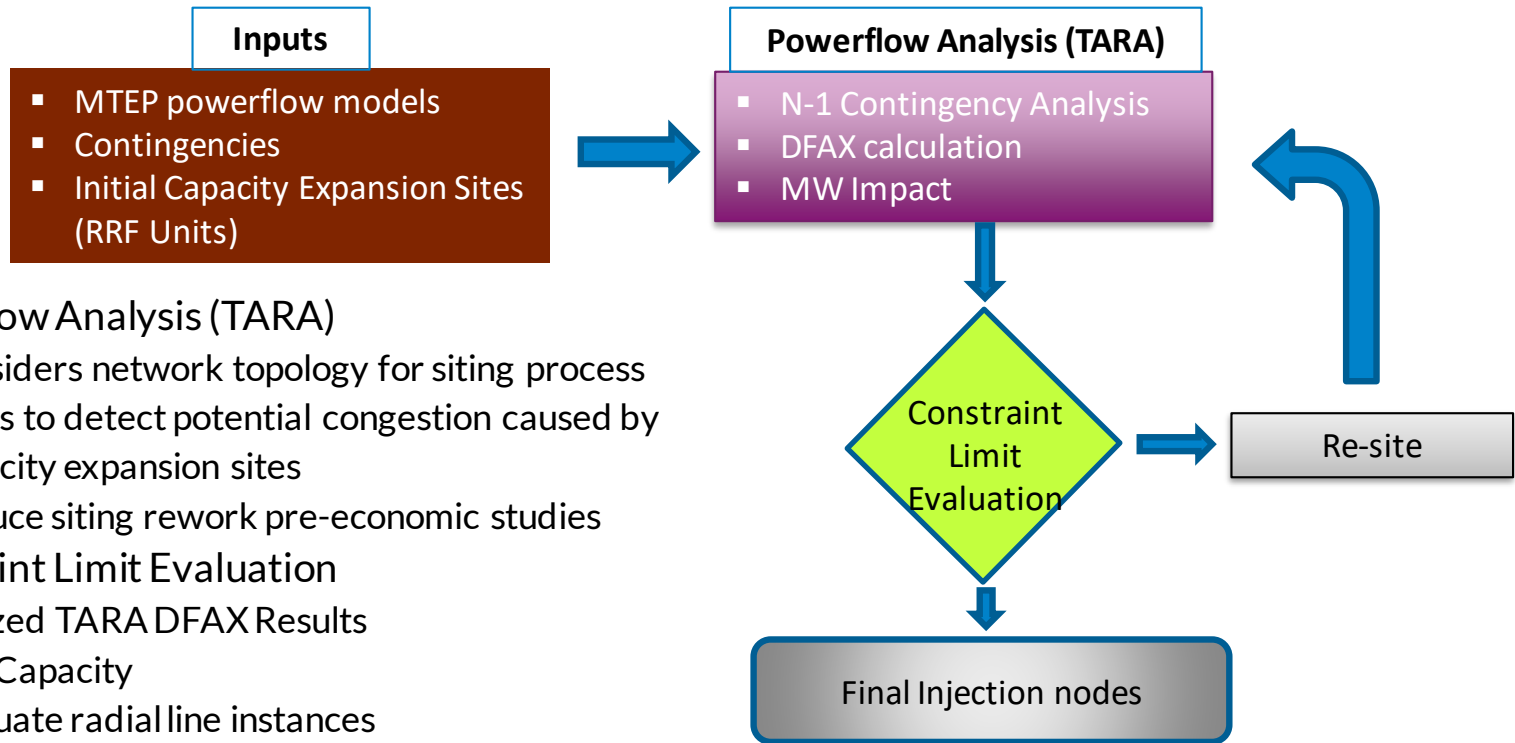 Inputs
▪ MTEP powerflow models
▪ Contingencies
▪ Initial Capacity Expansion Sites
(RRF Units)
Powerflow Analysis (TARA)
▪ N-1 Contingency Analysis
▪ DFAX calculation
▪ MW Impact
ow Analysis (TARA)
siders network topology for siting process
s to detect potential congestion caused by
city expansion sites
uce siting rework pre-economic studies
int Limit Evaluation
zed TARA DFAX Results
Capacity
uate radial line instances
Constraint
Limit
Evaluation
Re-site
Final Injection nodes